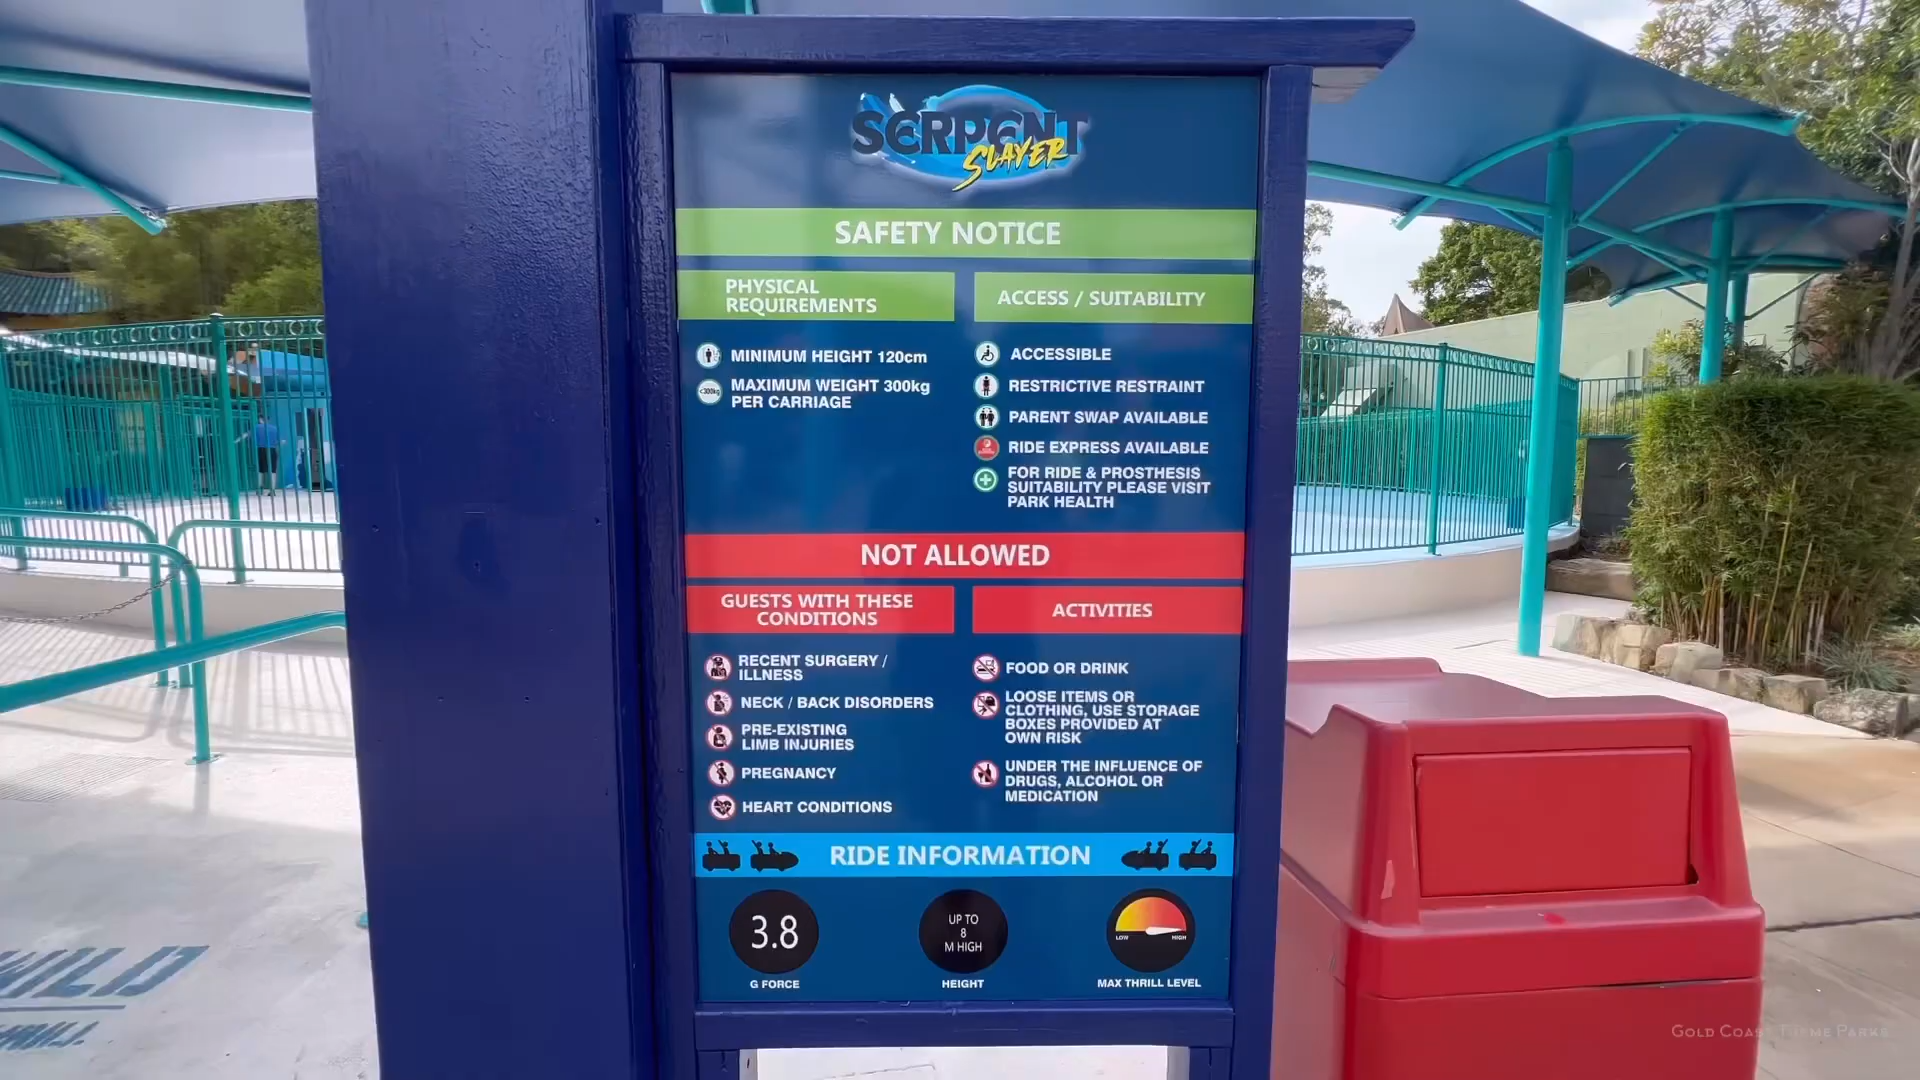 SERPENT
SLAYER
SAFETY NOTICE
PHYSICAL
REQUIREMENTS
MINIMUM HEIGHT 120cm
<300kg
MAXIMUM WEIGHT 300kg
PER CARRIAGE
ACCESS / SUITABILITY
ACCESSIBLE
RESTRICTIVE RESTRAINT
PARENT SWAP AVAILABLE
RIDE EXPRESS AVAILABLE
FOR RIDE & PROSTHESIS
SUITABILITY PLEASE VISIT
PARK HEALTH
NOT ALLOWED
GUESTS WITH THESE
CONDITIONS
RECENT SURGERY /
ILLNESS
NECK / BACK DISORDERS
PRE-EXISTING
LIMB INJURIES
PREGNANCY
HEART CONDITIONS
ACTIVITIES
FOOD OR DRINK
LOOSE ITEMS OR
CLOTHING, USE STORAGE
BOXES PROVIDED AT
OWN RISK
UNDER THE INFLUENCE OF
DRUGS, ALCOHOL OR
MEDICATION
RIDE INFORMATION
3.8
G FORCE
UP TO
8
M HIGH
HEIGHT
LOW HIGH
MAX THRILL LEVEL
WILD
GOLD COAST THEME PARKS